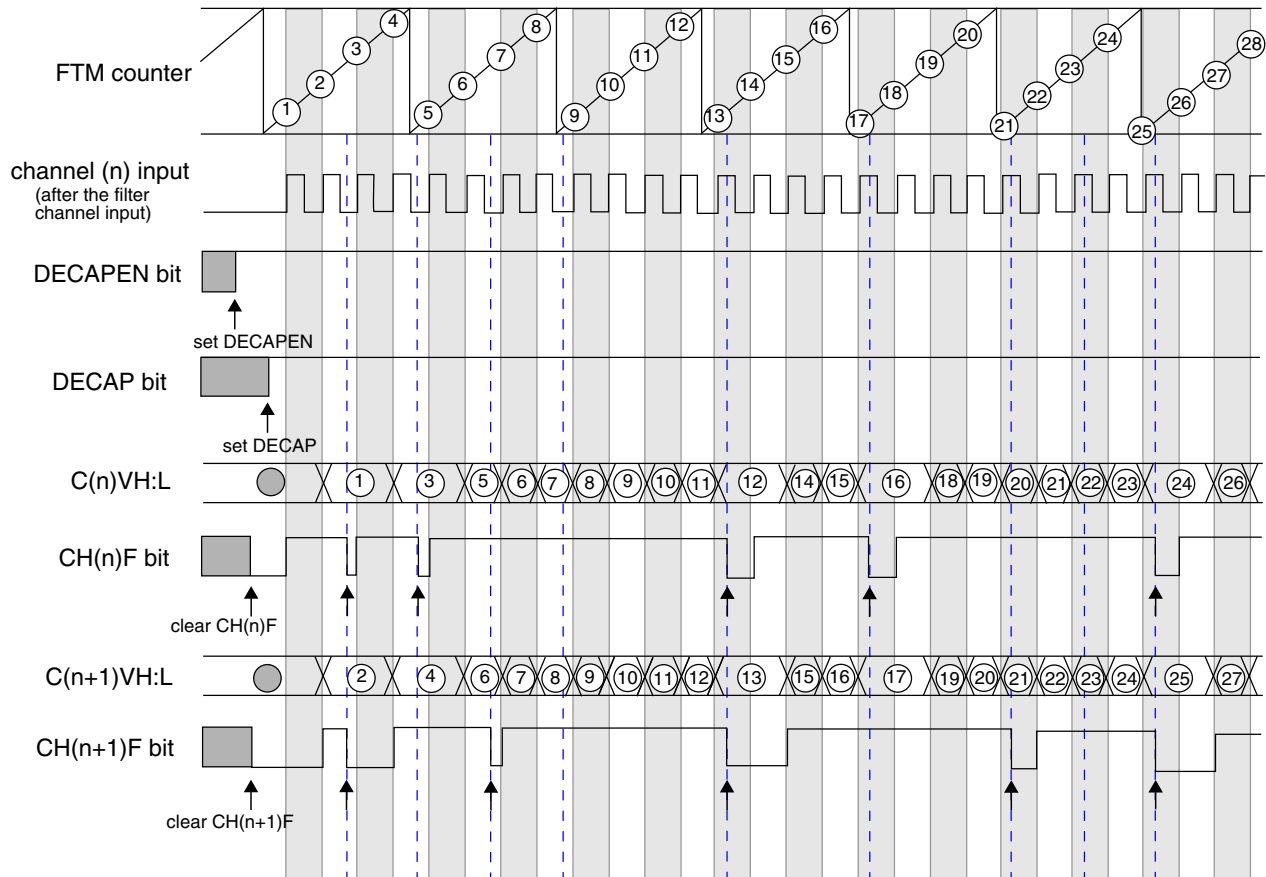 4 8 12 16 20 24 28
3 7 11 15 19 23 27
FTM counter 2 6 10 14 18 22 26
1 5 9 13 17 21 25
channel (n) input
(after the filter
channel input)
DECAPEN bit
set DECAPEN
DECAP bit
set DECAP
C(n)VH:L 1 3 5 6 7 8 9 10 11 12 14 15 16 18 19 20 21 22 23 24 26
CH(n)F bit
clear CH(n)F
C(n+1)VH:L 2 4 6 7 8 9 10 11 12 13 15 16 17 19 20 21 22 23 24 25 27
CH(n+1)F bit
clear CH(n+1)F